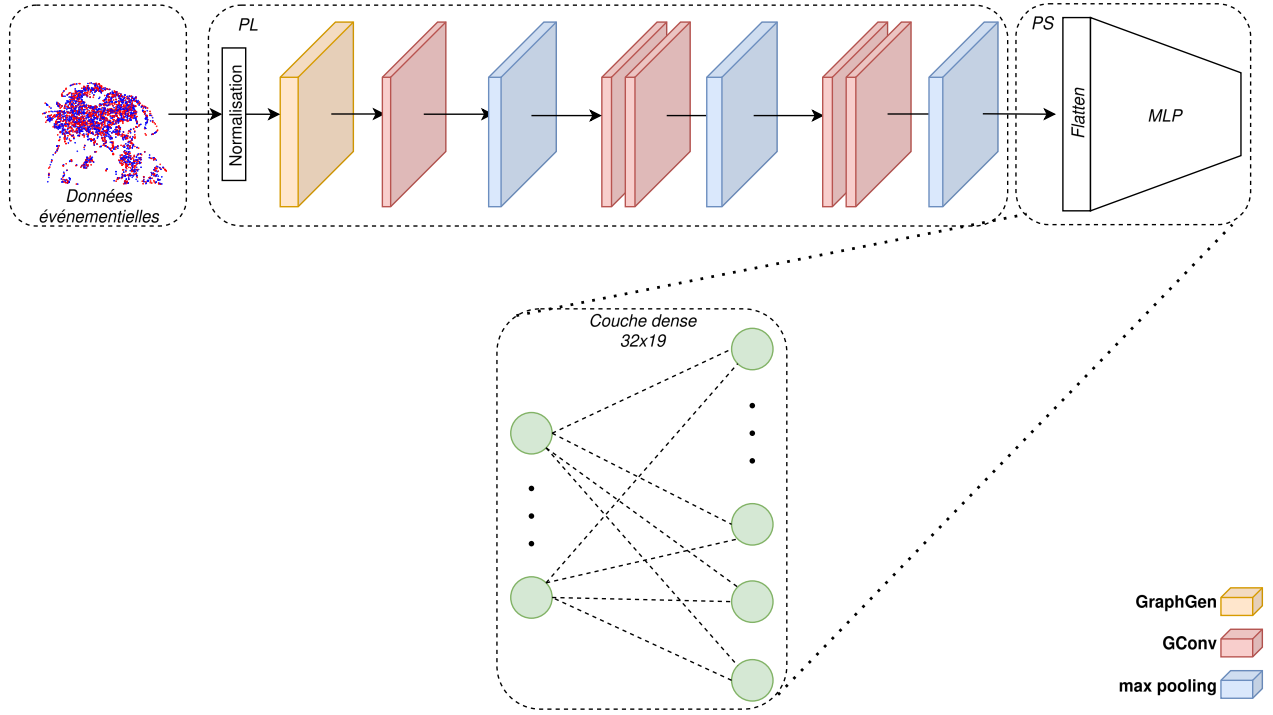 PL
PS
Normalisation
Flatten
MLP
Données
événementielles
Couche dense
32x19
GraphGen
GConv
max pooling